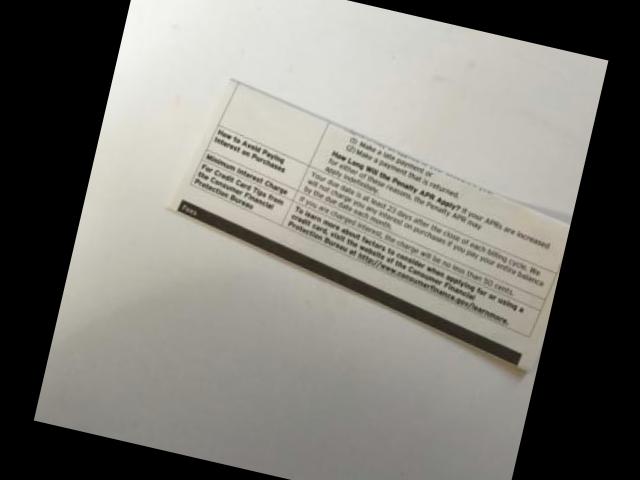 (1) Make a late payment or
(2) Make a payment that is returned.
How Long Will the Penalty APR Apply? If your APRs are increased
for either of these reasons, the Penalty APR may
apply indefinitely.
How to Avoid Paying
Interest on Purchases
Your due date is at least 23 days after the close of each billing cycle. We
will not charge you any interest on purchases if you pay your entire balance
by the due date each month.
Minimum Interest Charge
If you are charged interest, the charge will be no less than 50 cents.
For Credit Card Tips from
the Consumer Financial
Protection Bureau
To learn more about factors to consider when applying for or using a
credit card, visit the website of the Consumer Financial
Protection Bureau at http://www.consumerfinance.gov/learnmore.
Fees